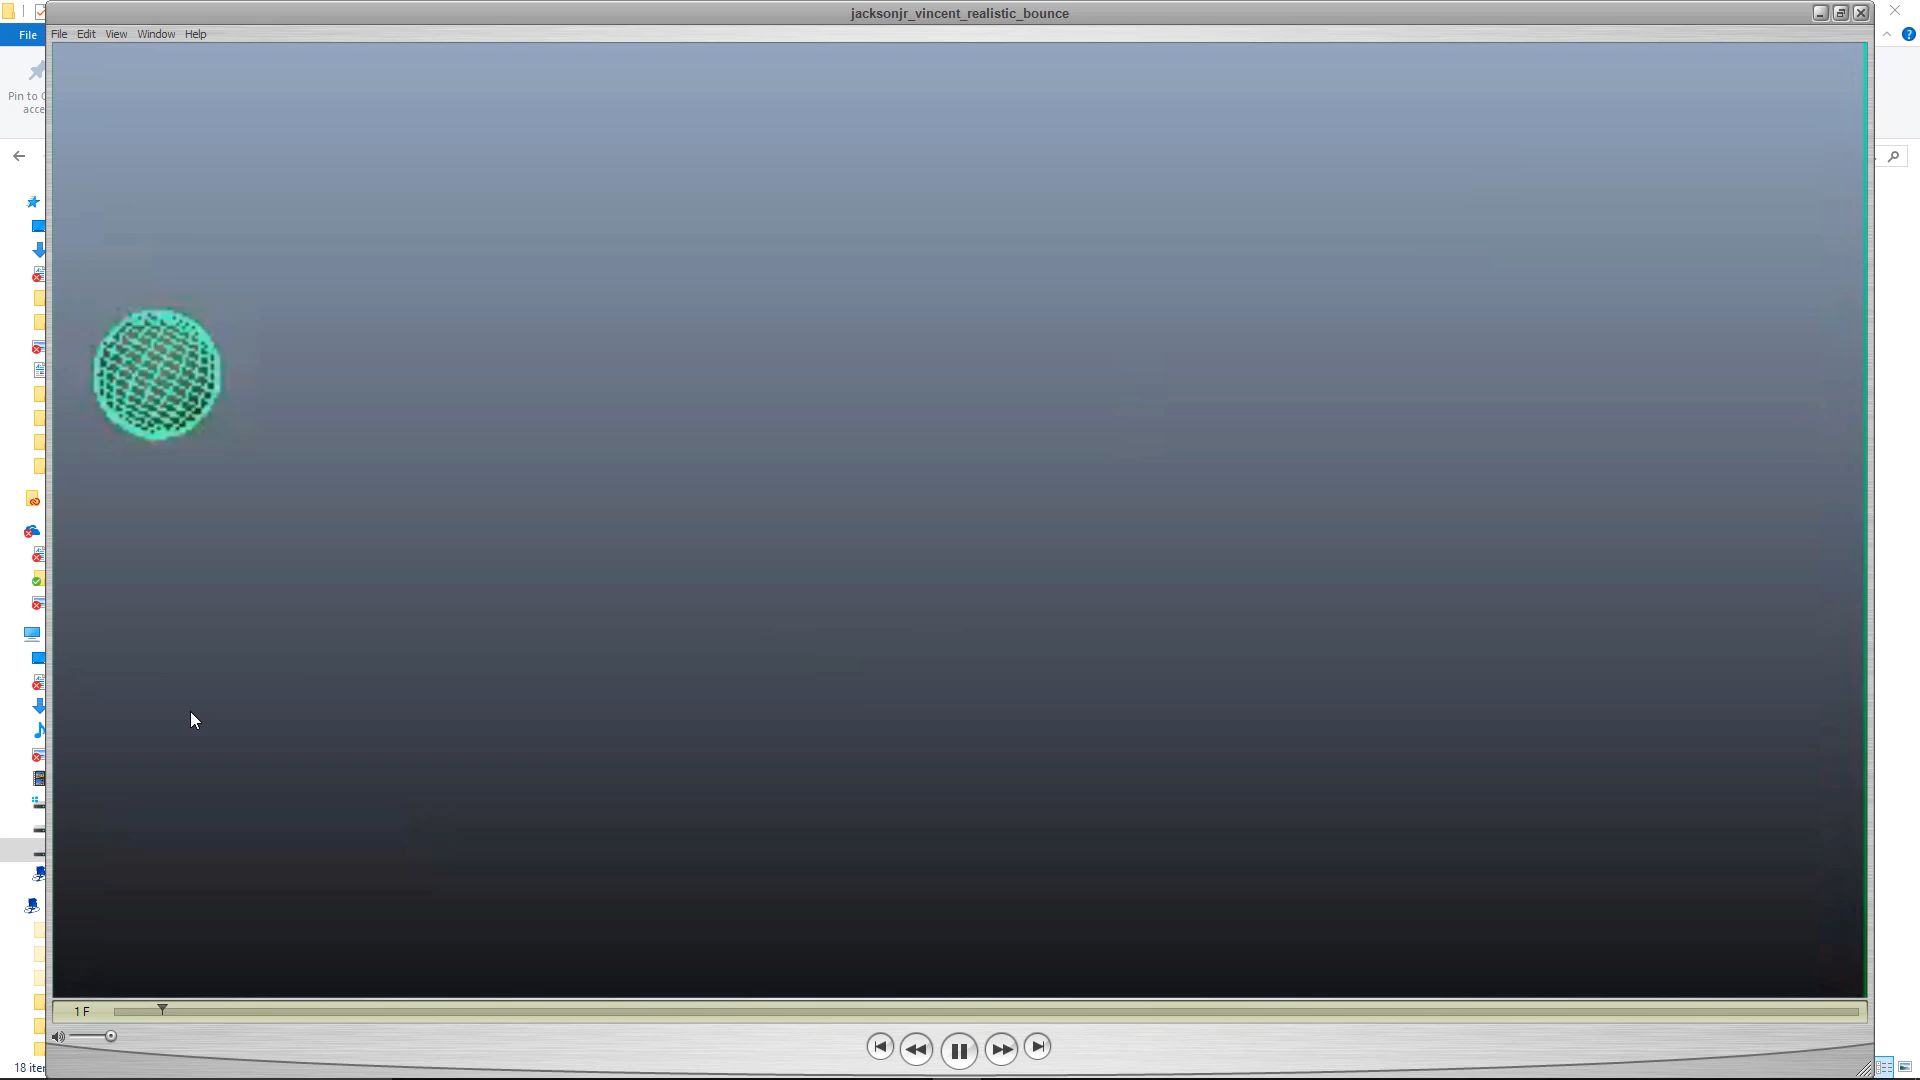 jacksonjr_vincent_realistic_bounce
File
File Edit View Window Help
?
Pin to
acce
1 F
18 iter